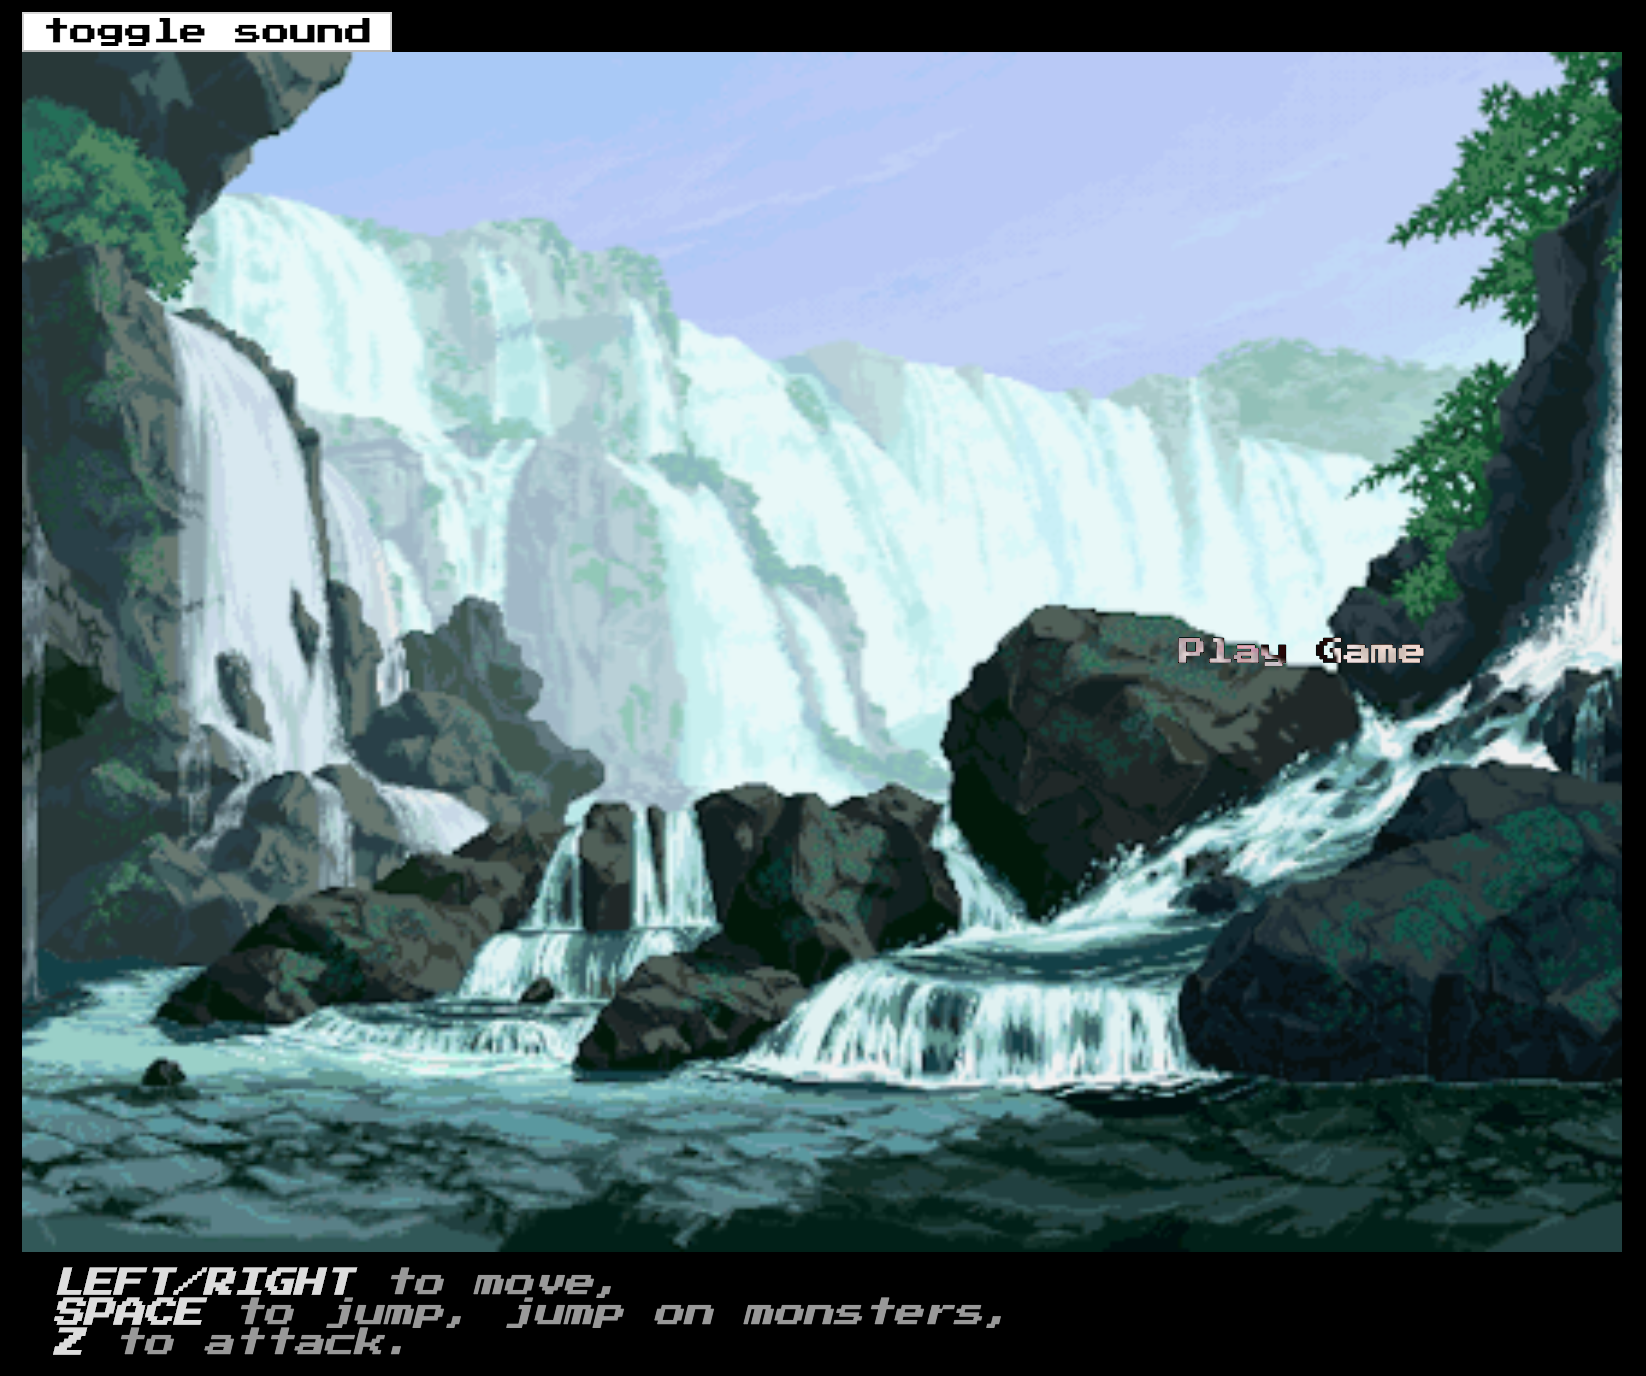 toggle sound
Play Game
LEFT/RIGHT to move,
SPACE to jump, jump on monsters,
Z to attack.